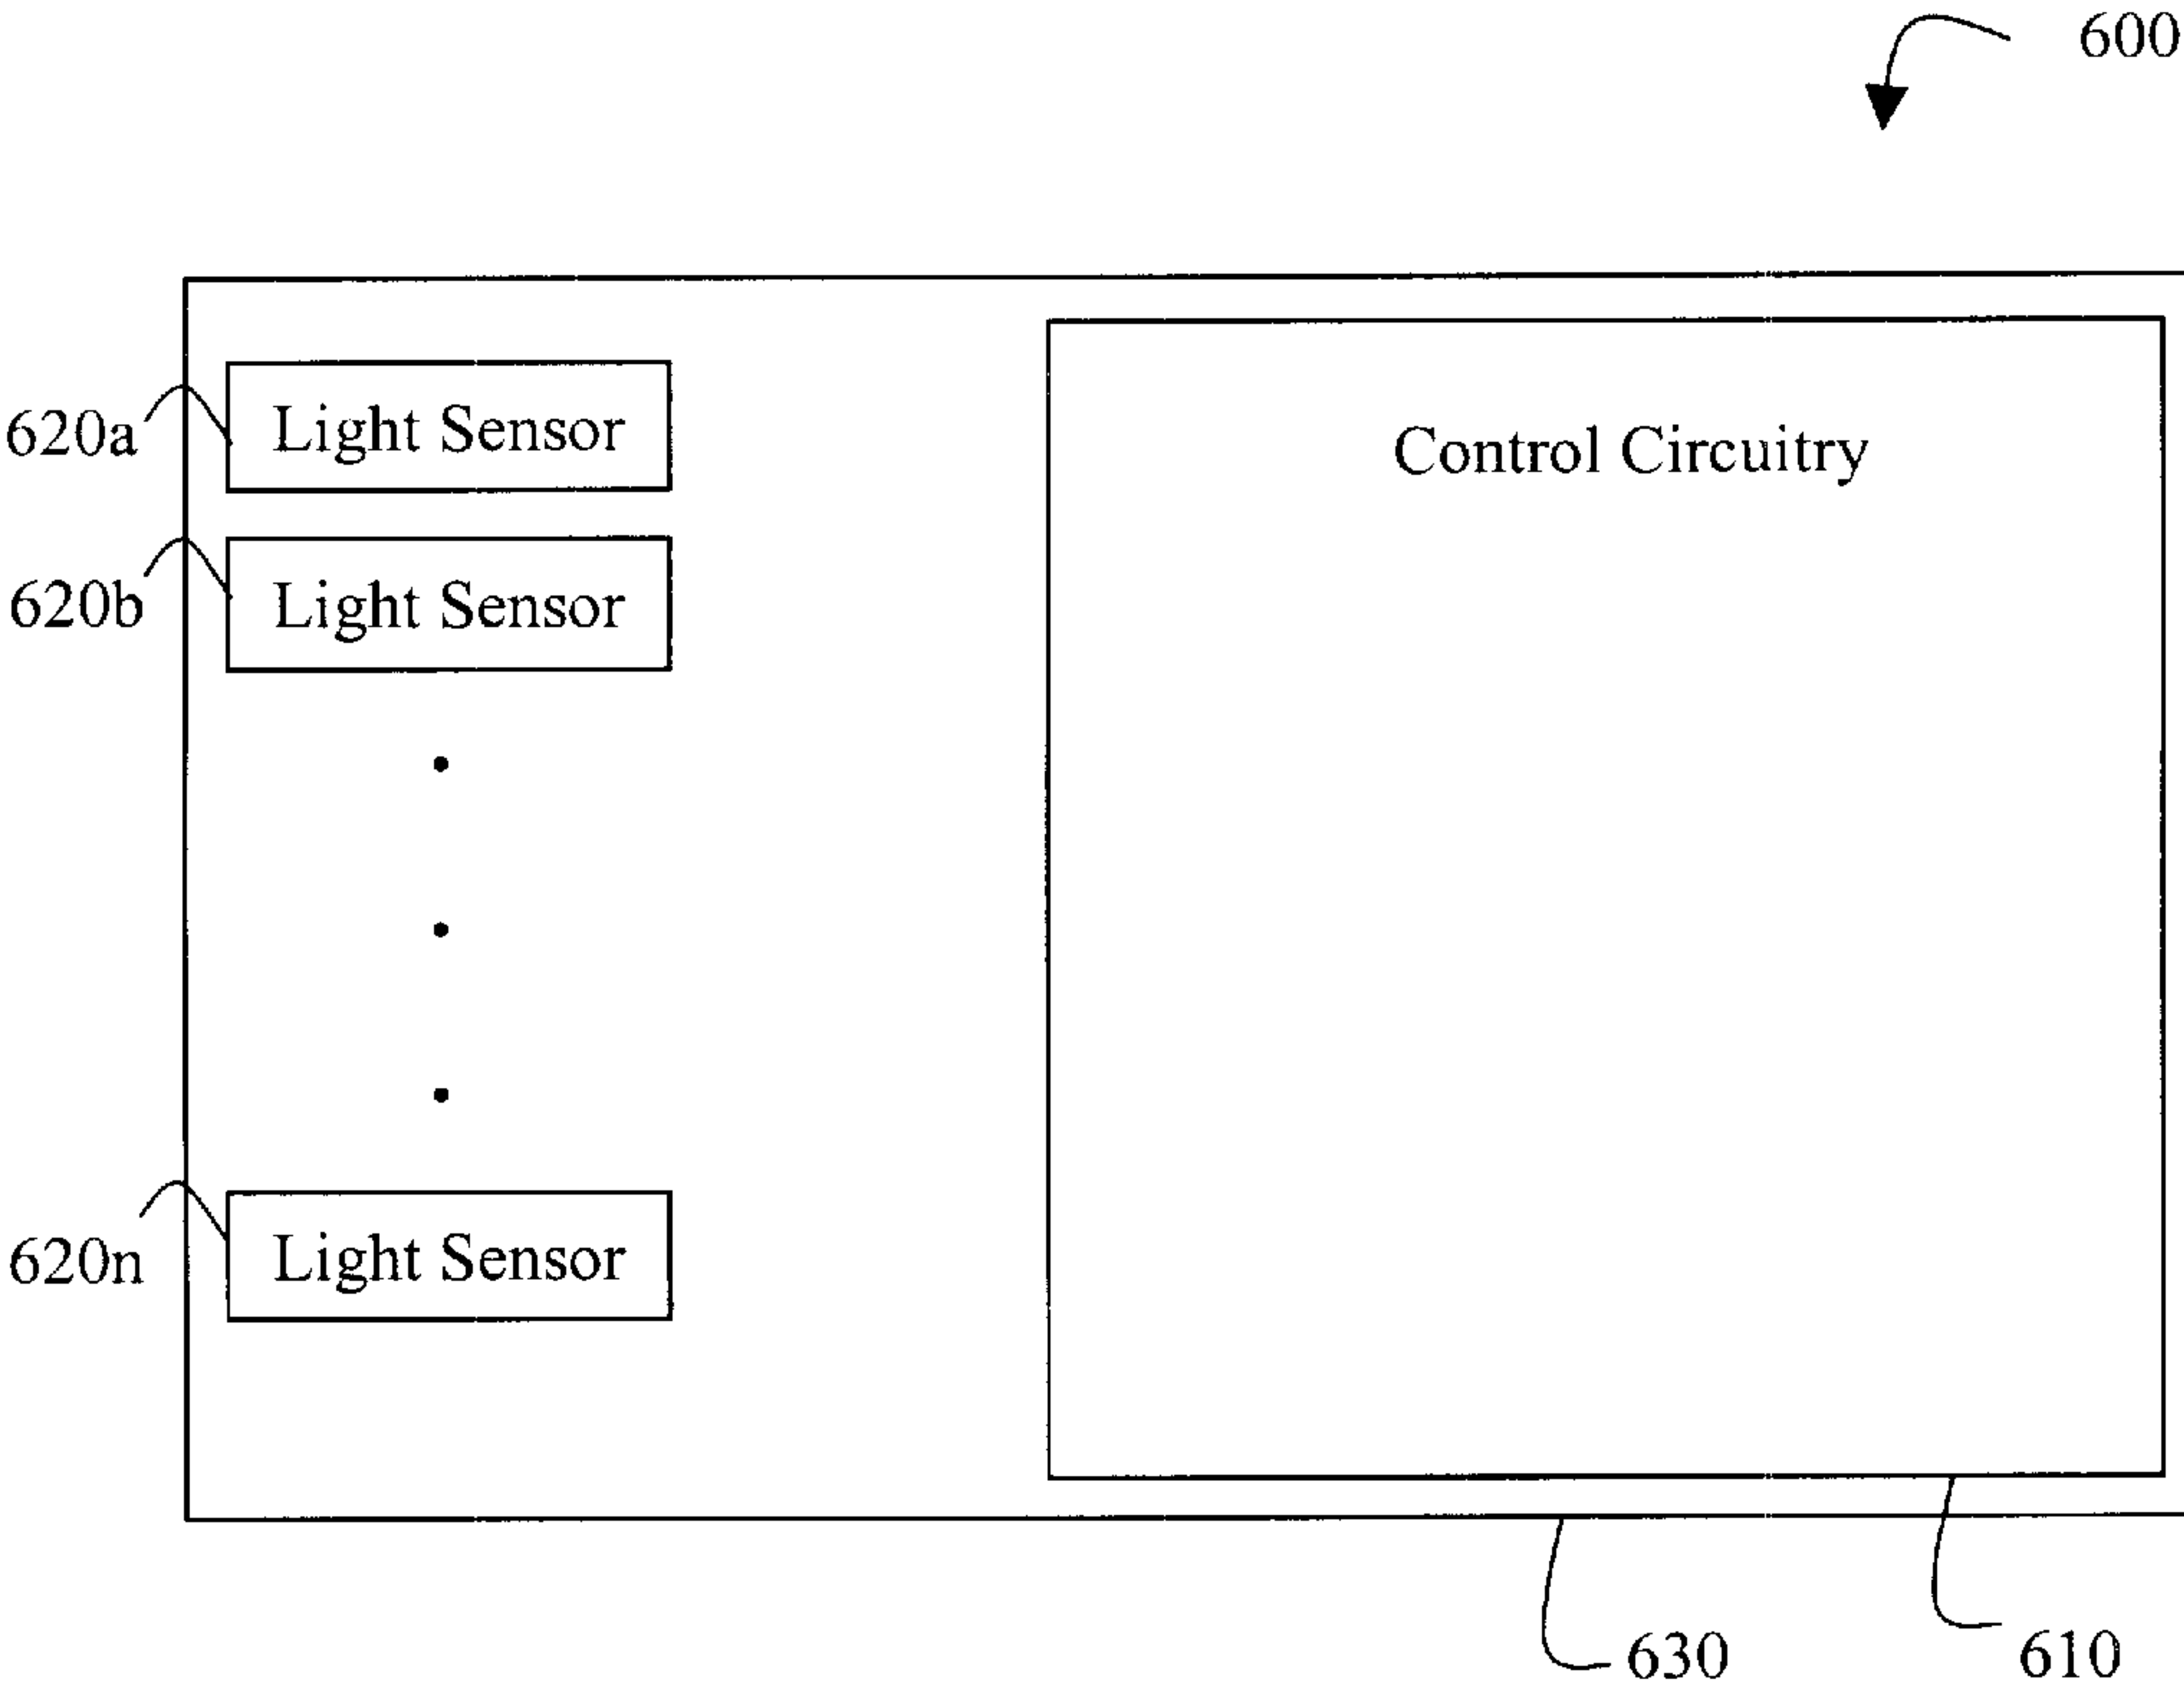 600
620a
Light Sensor
Control Circuitry
620b
Light Sensor
620n
Light Sensor
630
610